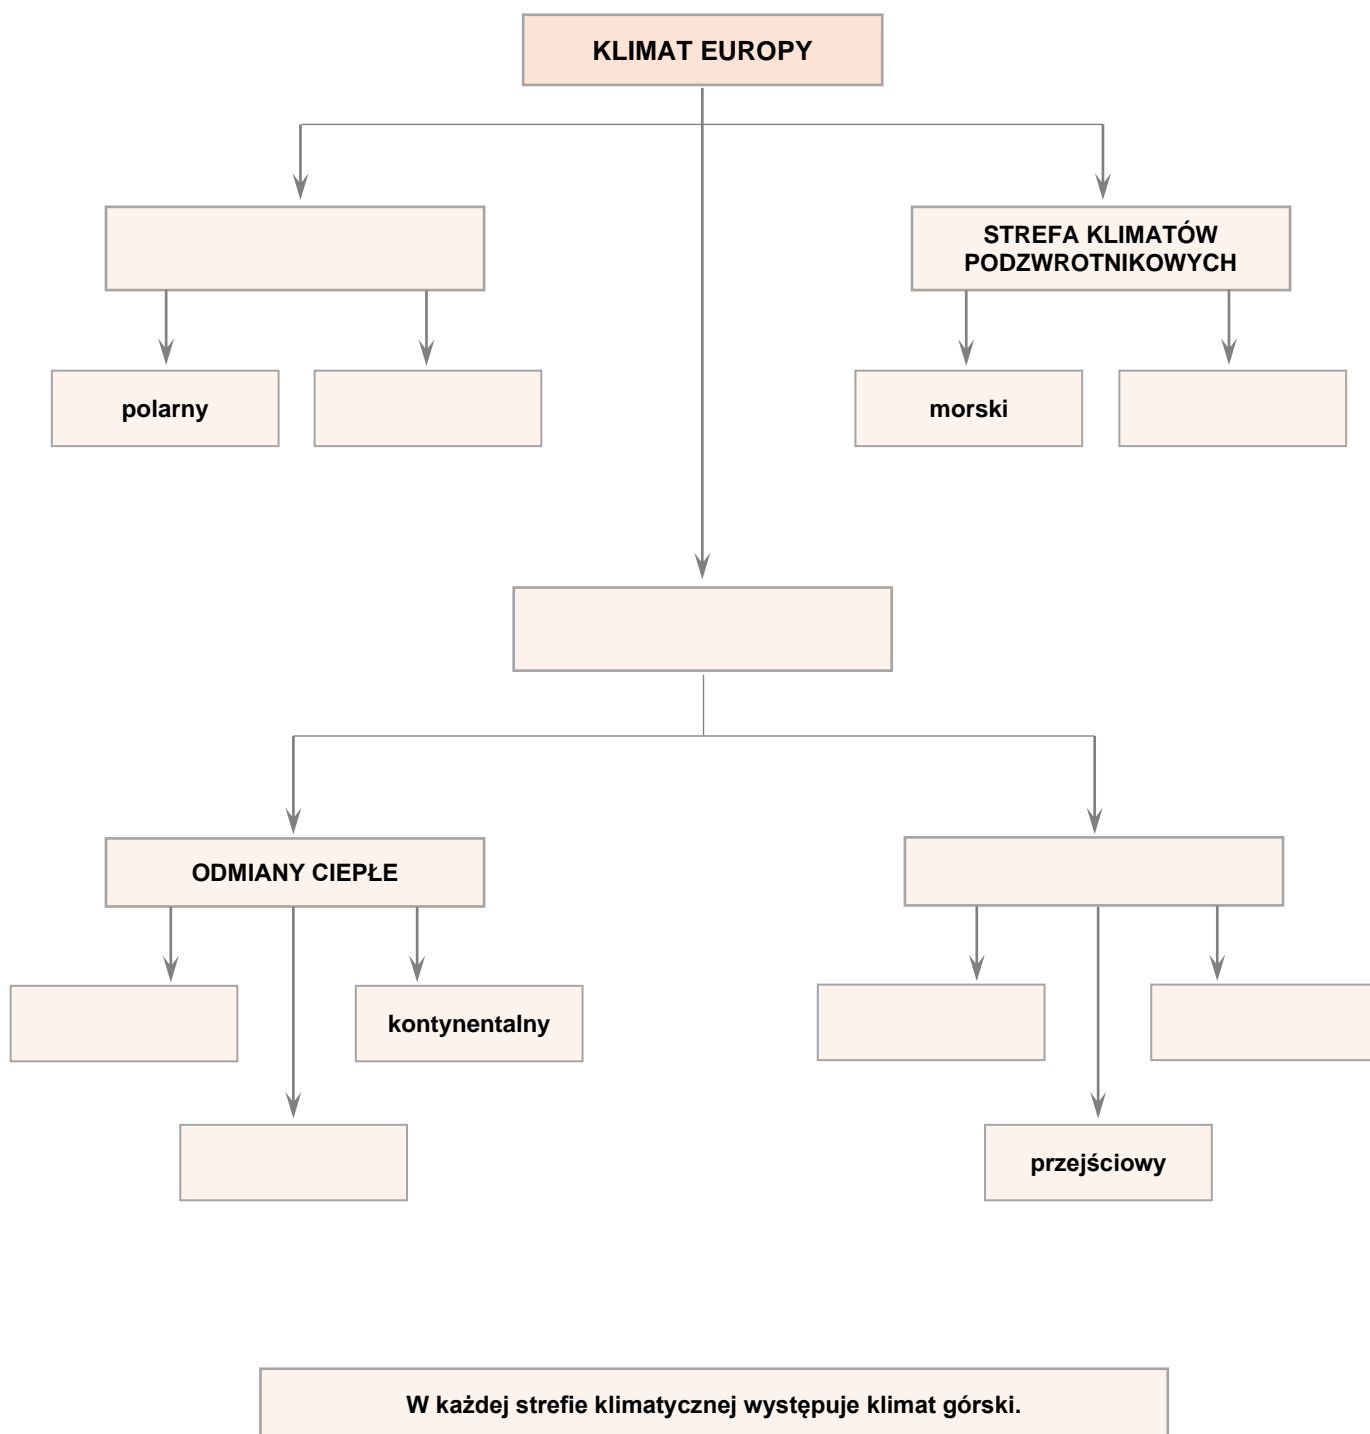 KLIMAT EUROPY
STREFA KLIMATÓW
PODZWROTNIKOWYCH
polarny
morski
ODMIANY CIEPŁE
kontynentalny
przejściowy
W każdej strefie klimatycznej występuje klimat górski.